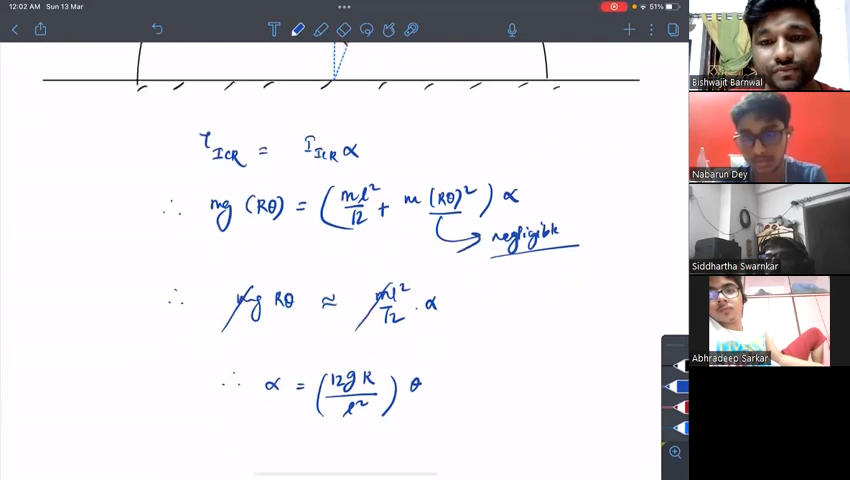 12:02 AM Sun 13 Mar
51%
Bishwajit Barnwal
Nabarun Dey
Siddhartha Swarnkar
Abhradeep Sarkar
τ_ICR = I_ICR α
∴ mg (Rθ) = (ml²/12 + m (Rθ)²) α
negligible
∴ mg Rθ ≈ ml²/12 . α
∴ α = (12gR/l²) θ